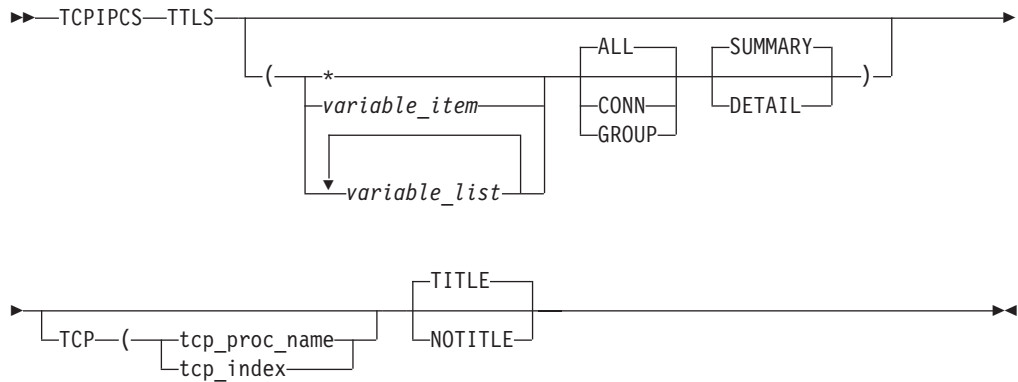 TCPIPCS TTLS
ALL SUMMARY
( * )
variable_item CONN DETAIL
GROUP
variable_list
TITLE
TCP ( tcp_proc_name ) NOTITLE
tcp_index